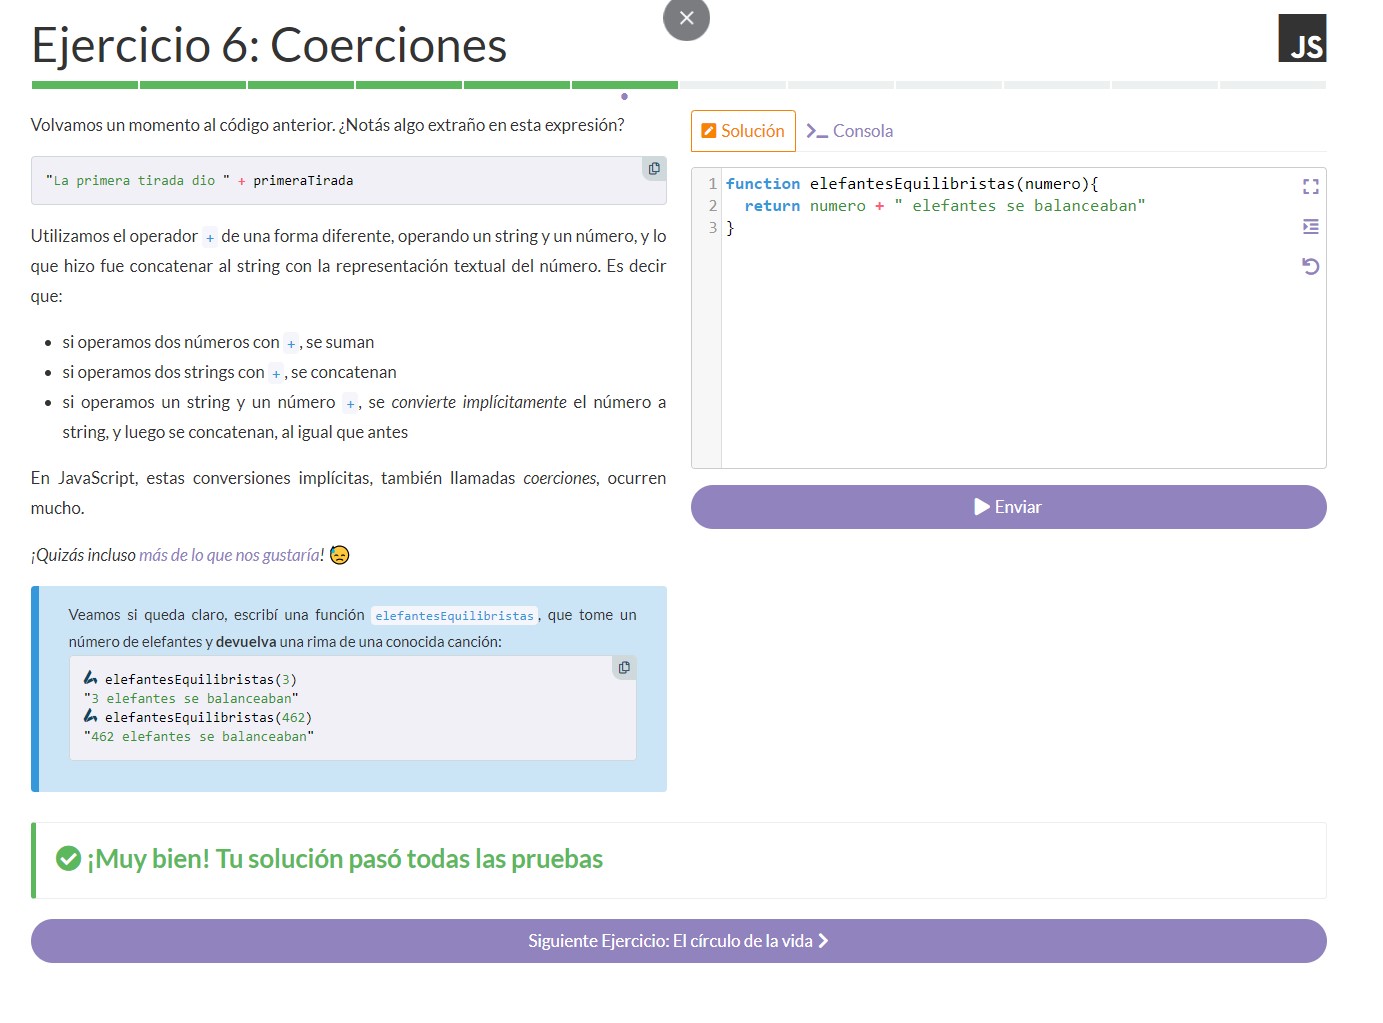 Ejercicio 6: Coerciones
JS
Volvamos un momento al código anterior. ¿Notás algo extraño en esta expresión?
"La primera tirada dio " + primeraTirada
Utilizamos el operador + de una forma diferente, operando un string y un número, y lo
que hizo fue concatenar al string con la representación textual del número. Es decir
que:
si operamos dos números con +, se suman
si operamos dos strings con +, se concatenan
si operamos un string y un número +, se convierte implícitamente el número a
string, y luego se concatenan, al igual que antes
En JavaScript, estas conversiones implícitas, también llamadas coerciones, ocurren
mucho.
¡Quizás incluso más de lo que nos gustaría! 😓
Veamos si queda claro, escribí una función elefantesEquilibristas, que tome un
número de elefantes y devuelva una rima de una conocida canción:
elefantesEquilibristas(3)
"3 elefantes se balanceaban"
elefantesEquilibristas(462)
"462 elefantes se balanceaban"
Solución
Consola
1 function elefantesEquilibristas(numero){
2 return numero + " elefantes se balanceaban"
3 }
Enviar
¡Muy bien! Tu solución pasó todas las pruebas
Siguiente Ejercicio: El círculo de la vida